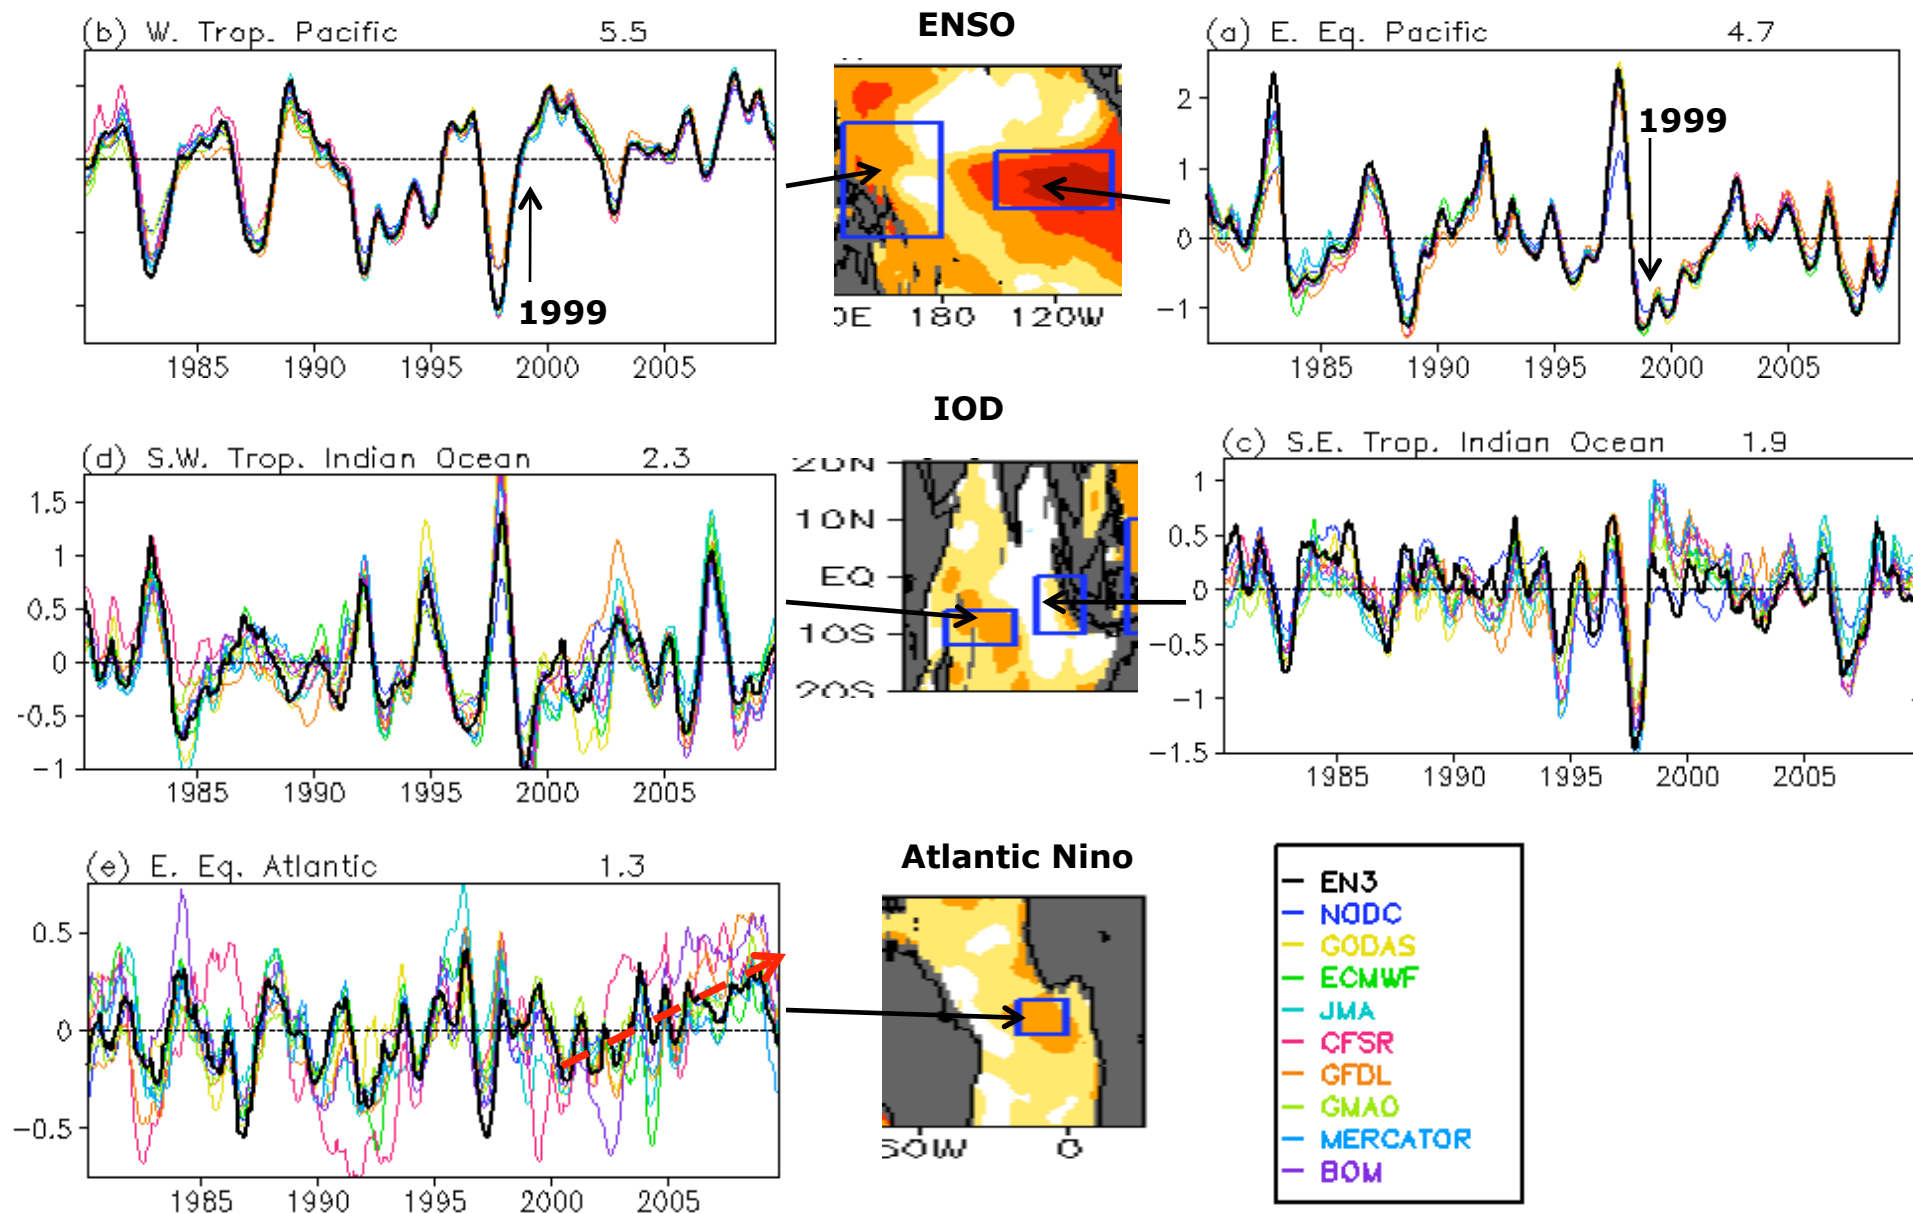 ENSO
(b) W. Trop. Pacific 5.5
1999
1985 1990 1995 2000 2005
0E 180 120W
(a) E. Eq. Pacific 4.7
2
1
0
-1
1999
1985 1990 1995 2000 2005
IOD
(d) S.W. Trop. Indian Ocean 2.3
1.5
1
0.5
0
-0.5
-1
1985 1990 1995 2000 2005
20N
10N
EQ
10S
20S
(c) S.E. Trop. Indian Ocean 1.9
1
0.5
0
-0.5
-1
-1.5
1985 1990 1995 2000 2005
Atlantic Nino
(e) E. Eq. Atlantic 1.3
0.5
0
-0.5
1985 1990 1995 2000 2005
60W 0
EN3
NODC
GODAS
ECMWF
JMA
CFSR
GFDL
GMAO
MERCATOR
BOM